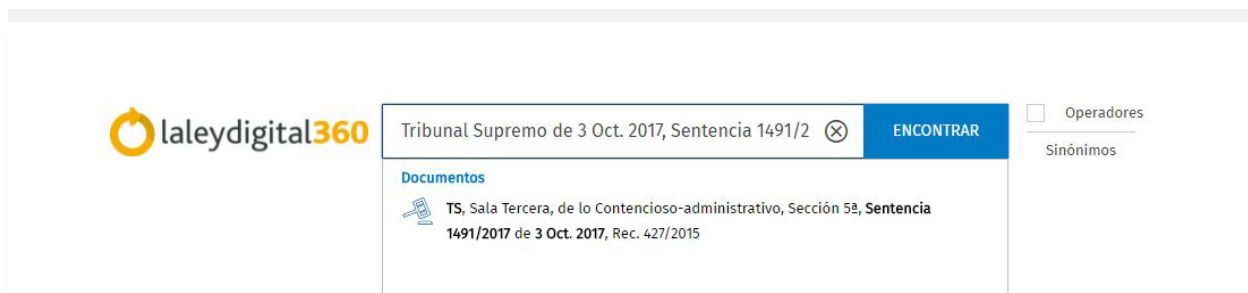 laleydigital360
Tribunal Supremo de 3 Oct. 2017, Sentencia 1491/2
ENCONTRAR
Operadores
Sinónimos
Documentos
TS, Sala Tercera, de lo Contencioso-administrativo, Sección 5ª, Sentencia
1491/2017 de 3 Oct. 2017, Rec. 427/2015